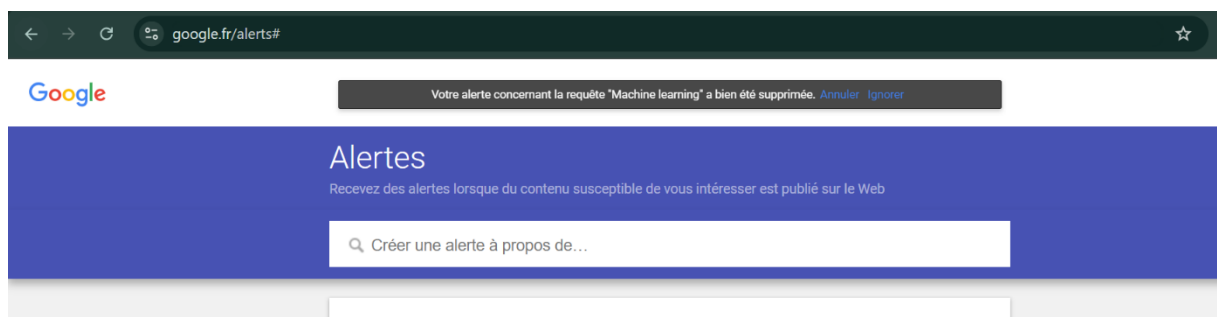 google.fr/alerts#
Google
Votre alerte concernant la requête "Machine learning" a bien été supprimée. Annuler Ignorer
Alertes
Recevez des alertes lorsque du contenu susceptible de vous intéresser est publié sur le Web
Créer une alerte à propos de…